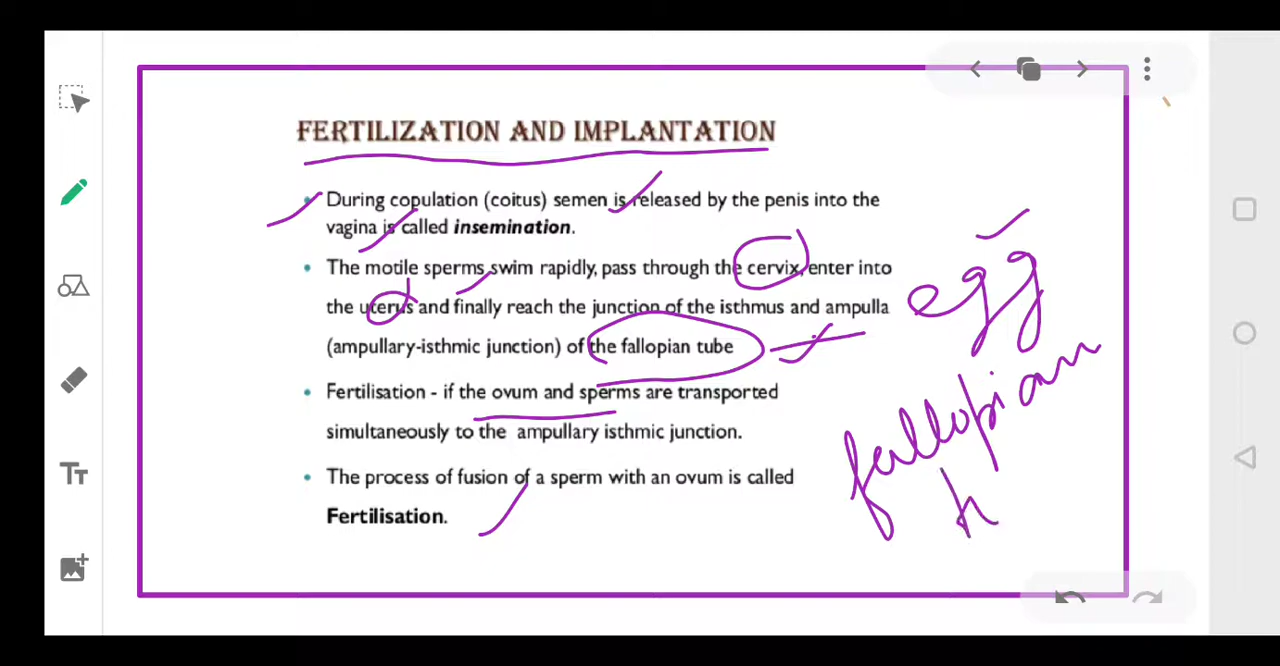 FERTILIZATION AND IMPLANTATION
• During copulation (coitus) semen is released by the penis into the
vagina is called insemination.
• The motile sperms swim rapidly, pass through the cervix, enter into
the uterus and finally reach the junction of the isthmus and ampulla
(ampullary-isthmic junction) of the fallopian tube
• Fertilisation - if the ovum and sperms are transported
simultaneously to the ampullary isthmic junction.
• The process of fusion of a sperm with an ovum is called
Fertilisation.
egg
fallopian
TT